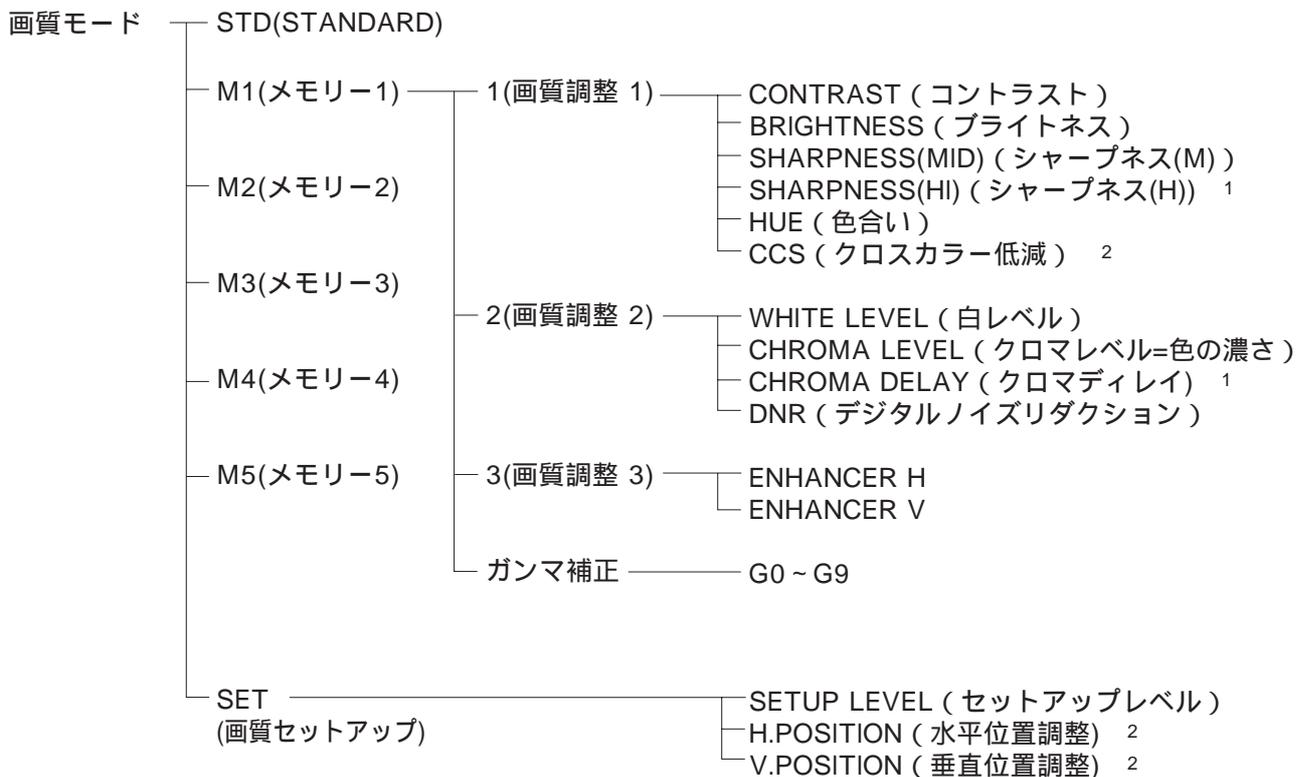 画質モード STD(STANDARD)
M1(メモリー1) 1(画質調整 1) CONTRAST(コントラスト)
BRIGHTNESS(ブライトネス)
SHARPNESS(MID)(シャープネス(M))
M2(メモリー2) SHARPNESS(HI)(シャープネス(H)) 1
HUE(色合い)
CCS(クロスカラー低減) 2
M3(メモリー3)
2(画質調整 2) WHITE LEVEL(白レベル)
CHROMA LEVEL(クロマレベル=色の濃さ)
M4(メモリー4) CHROMA DELAY(クロマディレイ) 1
DNR(デジタルノイズリダクション)
M5(メモリー5) 3(画質調整 3) ENHANCER H
ENHANCER V
ガンマ補正 G0~G9
SET SETUP LEVEL(セットアップレベル)
(画質セットアップ) H.POSITION(水平位置調整) 2
V.POSITION(垂直位置調整) 2